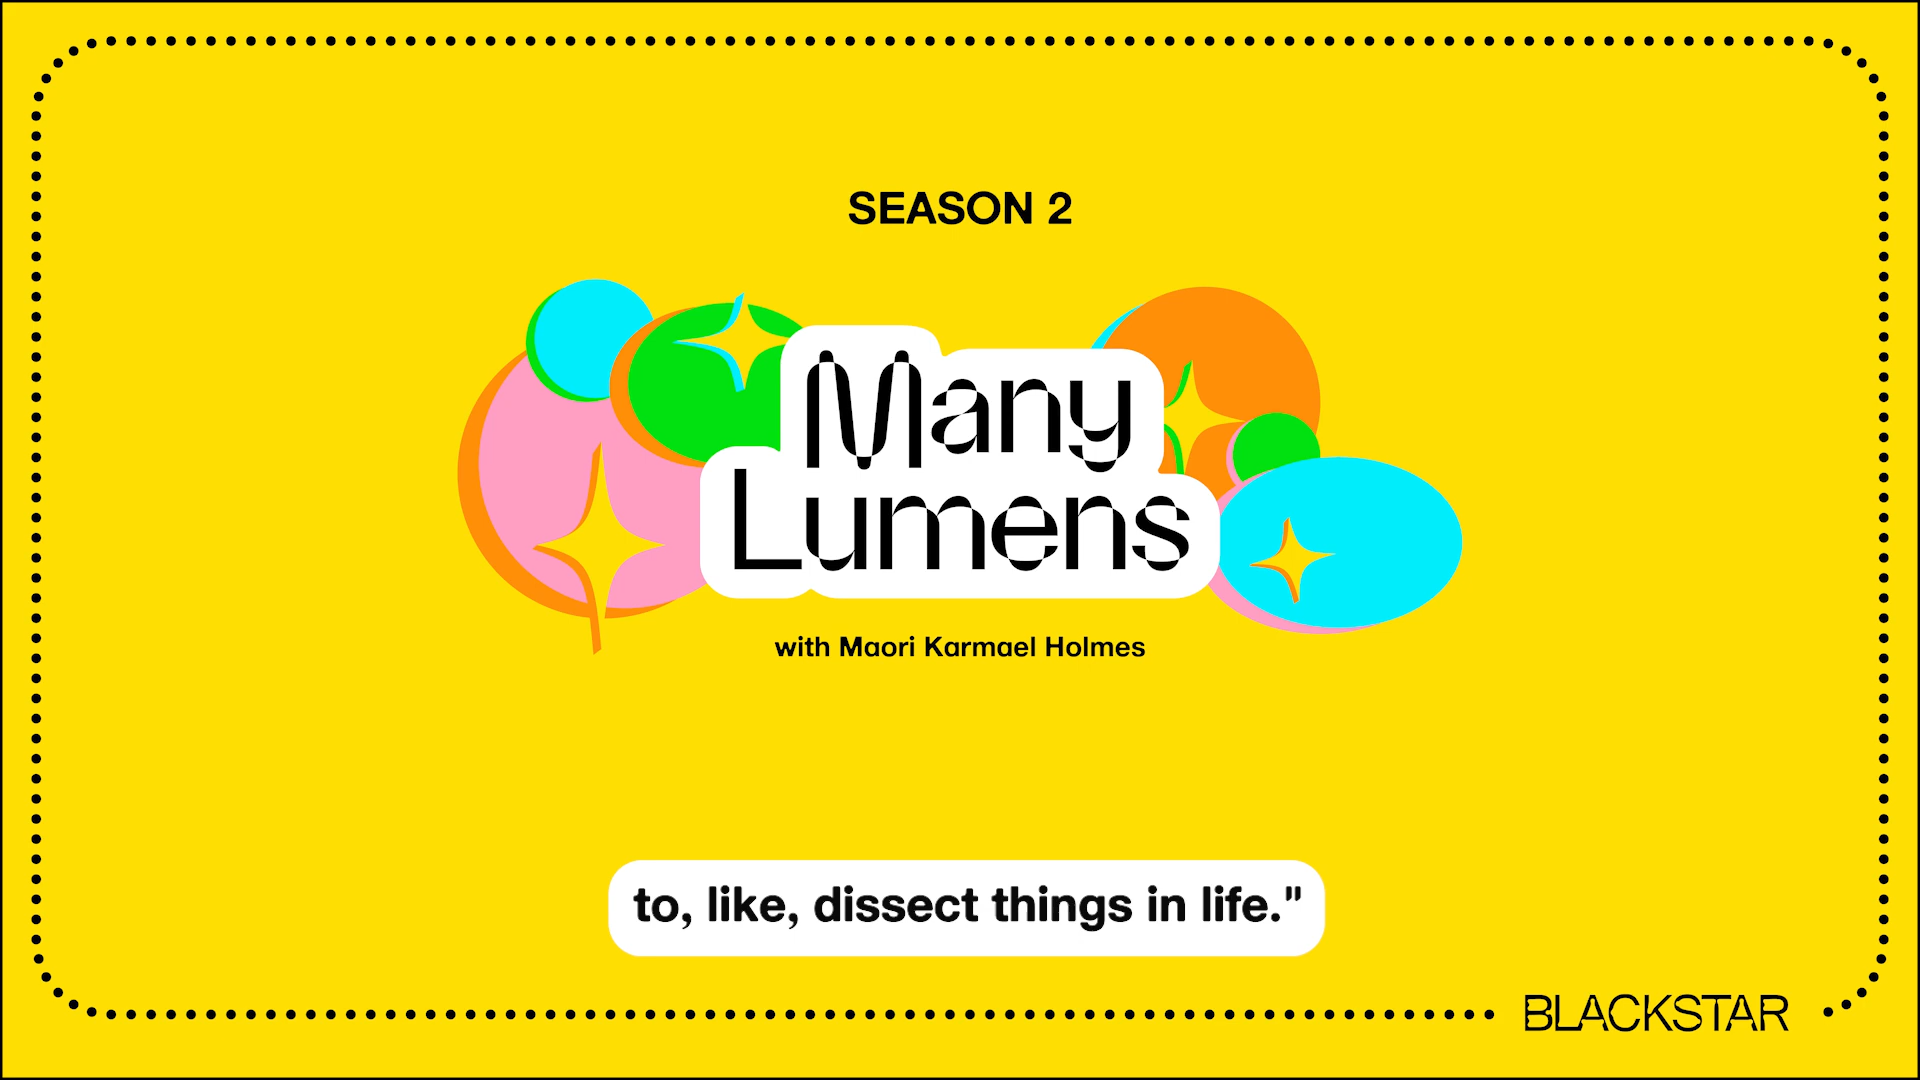 SEASON 2
Many
Lumens
with Maori Karmael Holmes
to, like, dissect things in life."
BLACKSTAR